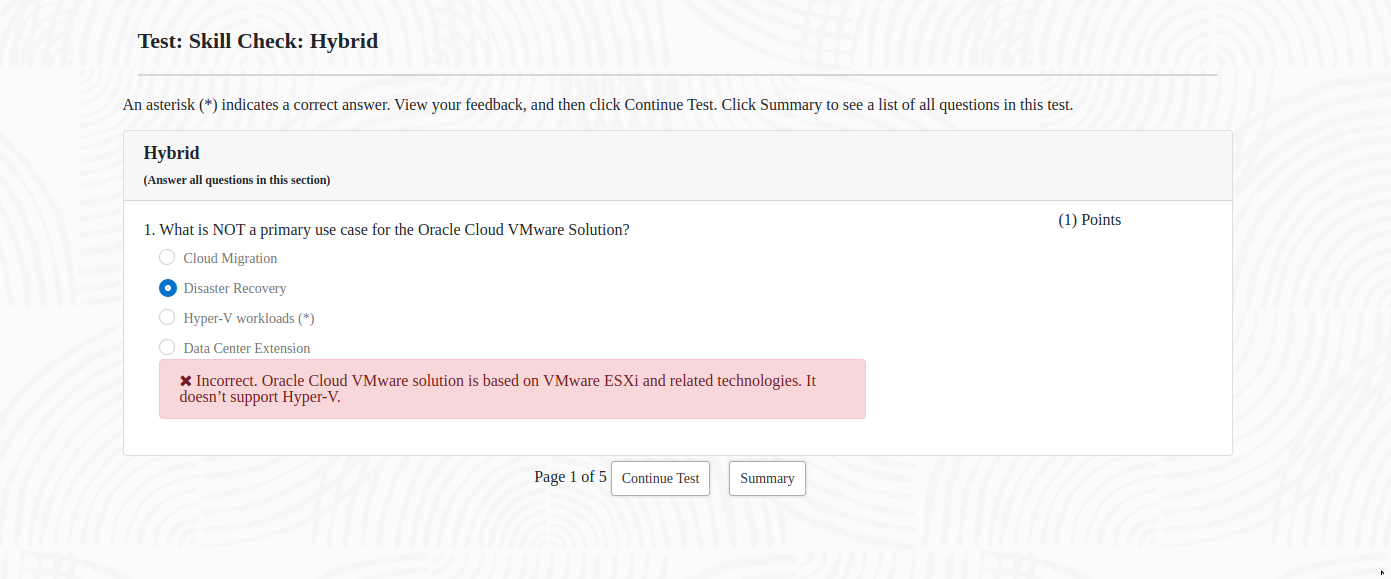 Test: Skill Check: Hybrid
An asterisk (*) indicates a correct answer. View your feedback, and then click Continue Test. Click Summary to see a list of all questions in this test.
Hybrid
(Answer all questions in this section)
(1) Points
1. What is NOT a primary use case for the Oracle Cloud VMware Solution?
Cloud Migration
Disaster Recovery
Hyper-V workloads (*)
Data Center Extension
✖ Incorrect. Oracle Cloud VMware solution is based on VMware ESXi and related technologies. It
doesn’t support Hyper-V.
Page 1 of 5 Continue Test Summary